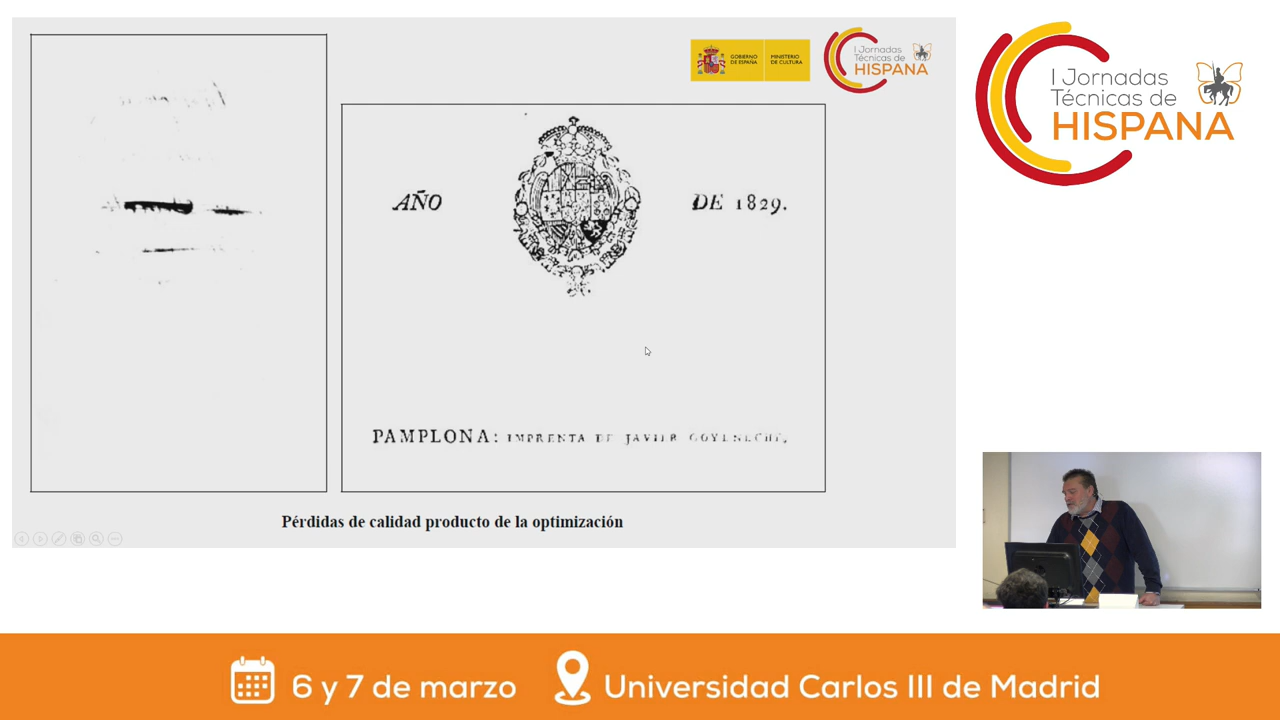 GOBIERNO
DE ESPAÑA
MINISTERIO
DE CULTURA
I Jornadas
Técnicas de
HISPANA
I Jornadas
Técnicas de
HISPANA
AÑO
DE 1829.
PAMPLONA: IMPRENTA DE JAVIER GOYENECHE.
Pérdidas de calidad producto de la optimización
6 y 7 de marzo
Universidad Carlos III de Madrid